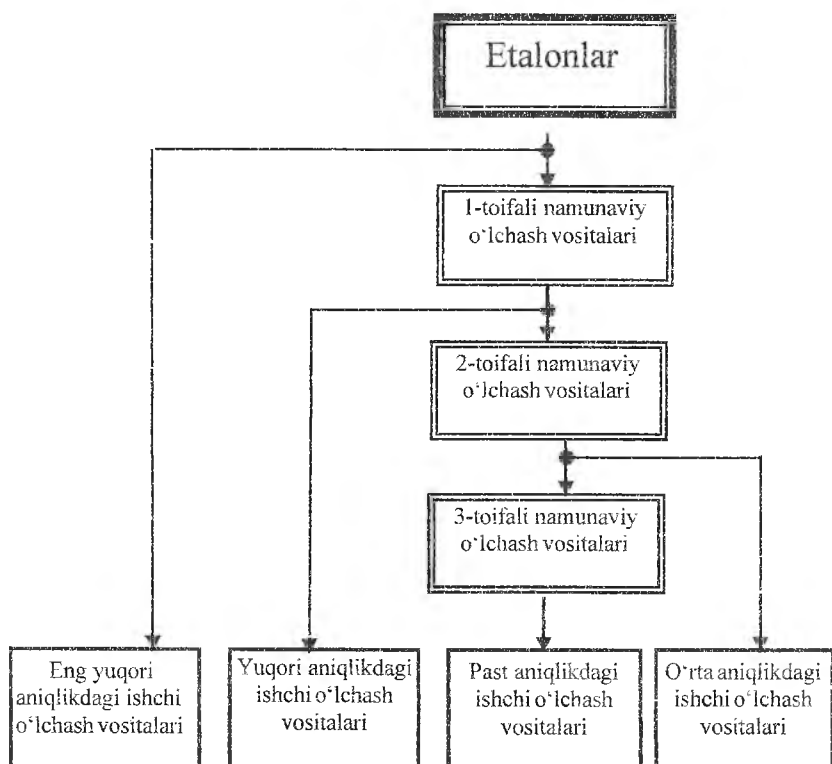 Etalonlar
1-toifali namunaviy
o‘lchash vositalari
2-toifali namunaviy
o‘lchash vositalari
3-toifali namunaviy
o‘lchash vositalari
Eng yuqori
aniqlikdagi ishchi
o‘lchash vositalari
Yuqori aniqlikdagi
ishchi o‘lchash
vositalari
Past aniqlikdagi
ishchi o‘lchash
vositalari
O‘rta aniqlikdagi
ishchi o‘lchash
vositalari